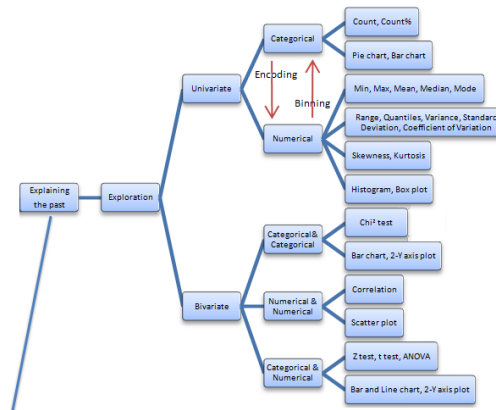 Count, Count%
Categorical
Pie chart, Bar chart
Encoding
Univariate
Min, Max, Mean, Median, Mode
Binning
Range, Quantiles, Variance, Standard
Deviation, Coefficient of Variation
Numerical
Skewness, Kurtosis
Histogram, Box plot
Explaining
the past
Exploration
Chi² test
Categorical&
Categorical
Bar chart, 2-Y axis plot
Correlation
Numerical &
Numerical
Bivariate
Scatter plot
Z test, t test, ANOVA
Categorical &
Numerical
Bar and Line chart, 2-Y axis plot